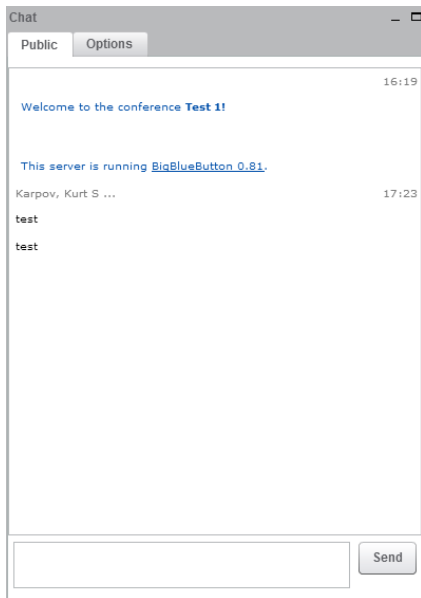 Chat
Public Options
16:19
Welcome to the conference Test 1!
This server is running BigBlueButton 0.81.
Karpov, Kurt S ... 17:23
test
test
Send